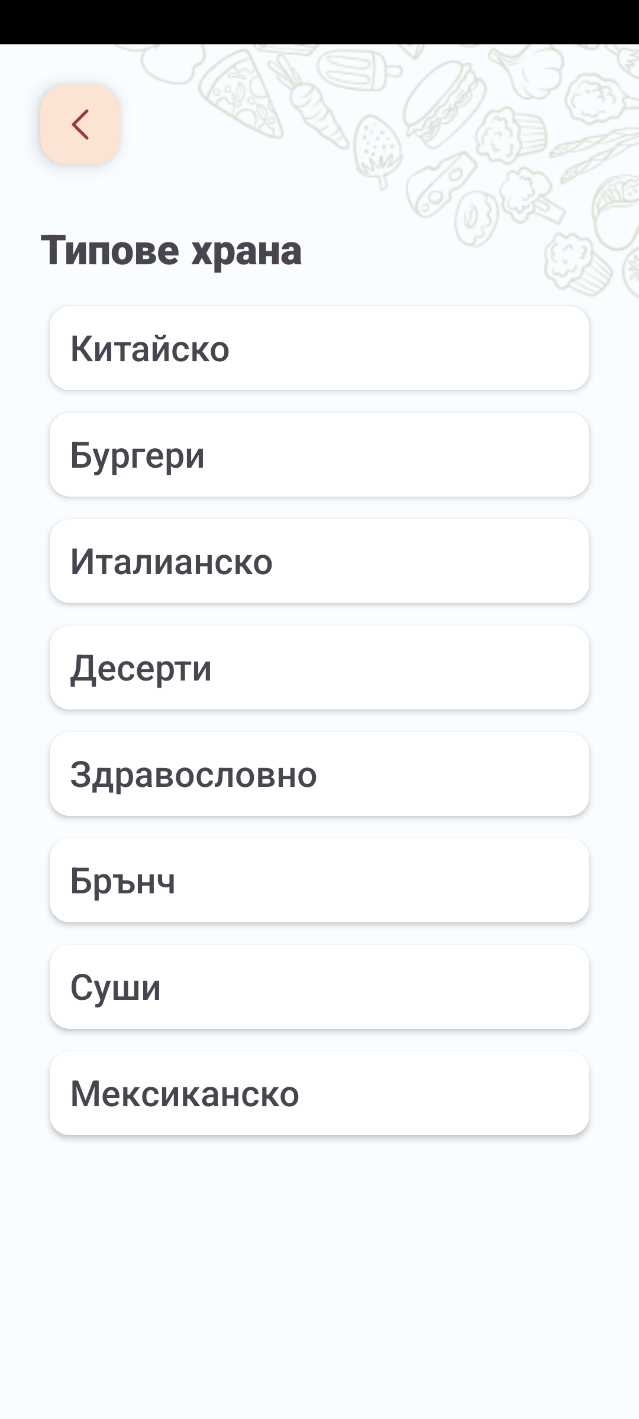 Типове храна
Китайско
Бургери
Италианско
Десерти
Здравословно
Брънч
Суши
Мексиканско